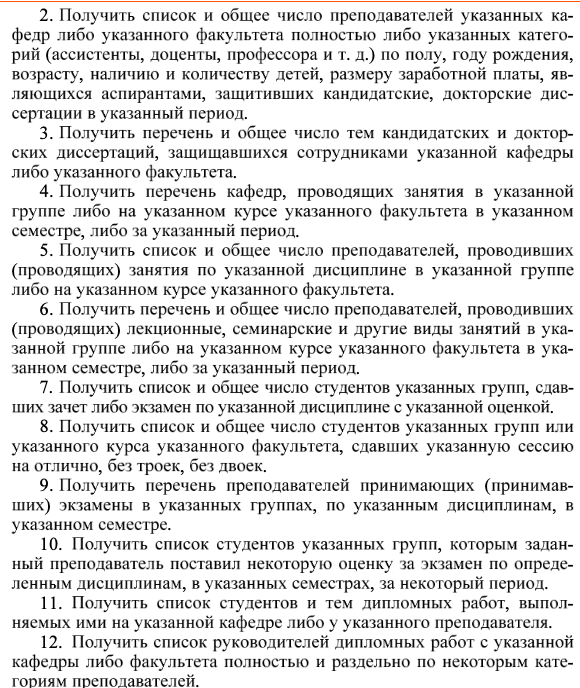 2. Получить список и общее число преподавателей указанных ка-
федр либо указанного факультета полностью либо указанных катего-
рий (ассистенты, доценты, профессора и т. д.) по полу, году рождения,
возрасту, наличию и количеству детей, размеру заработной платы, яв-
ляющихся аспирантами, защитивших кандидатские, докторские дис-
сертации в указанный период.
3. Получить перечень и общее число тем кандидатских и доктор-
ских диссертаций, защищавшихся сотрудниками указанной кафедры
либо указанного факультета.
4. Получить перечень кафедр, проводящих занятия в указанной
группе либо на указанном курсе указанного факультета в указанном
семестре, либо за указанный период.
5. Получить список и общее число преподавателей, проводивших
(проводящих) занятия по указанной дисциплине в указанной группе
либо на указанном курсе указанного факультета.
6. Получить перечень и общее число преподавателей, проводивших
(проводящих) лекционные, семинарские и другие виды занятий в ука-
занной группе либо на указанном курсе указанного факультета в ука-
занном семестре, либо за указанный период.
7. Получить список и общее число студентов указанных групп, сдав-
ших зачет либо экзамен по указанной дисциплине с указанной оценкой.
8. Получить список и общее число студентов указанных групп или
указанного курса указанного факультета, сдавших указанную сессию
на отлично, без троек, без двоек.
9. Получить перечень преподавателей принимающих (принимав-
ших) экзамены в указанных группах, по указанным дисциплинам, в
указанном семестре.
10. Получить список студентов указанных групп, которым задан-
ный преподаватель поставил некоторую оценку за экзамен по опреде-
ленным дисциплинам, в указанных семестрах, за некоторый период.
11. Получить список студентов и тем дипломных работ, выпол-
няемых ими на указанной кафедре либо у указанного преподавателя.
12. Получить список руководителей дипломных работ с указанной
кафедры либо факультета полностью и раздельно по некоторым кате-
гориям преподавателей.